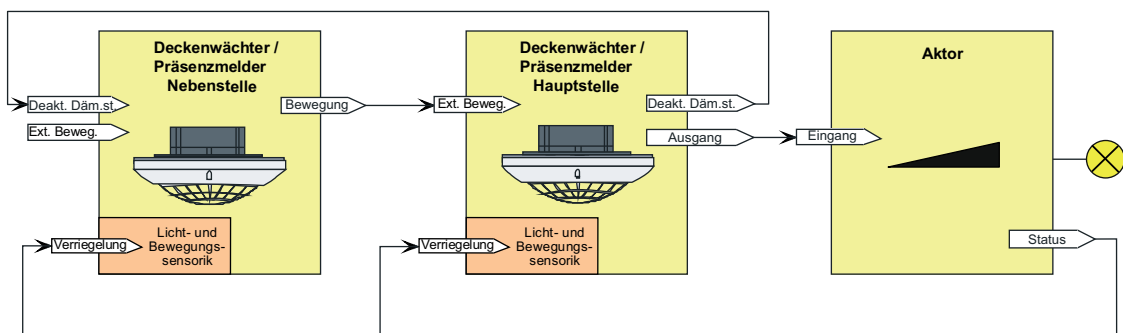 Deckenwächter /
Präsenzmelder
Nebenstelle
Deakt. Däm.st.
Ext. Beweg.
Bewegung
Verriegelung
Licht- und
Bewegungs-
sensorik
Deckenwächter /
Präsenzmelder
Hauptstelle
Ext. Beweg.
Deakt. Däm.st.
Ausgang
Verriegelung
Licht- und
Bewegungs-
sensorik
Aktor
Eingang
Status